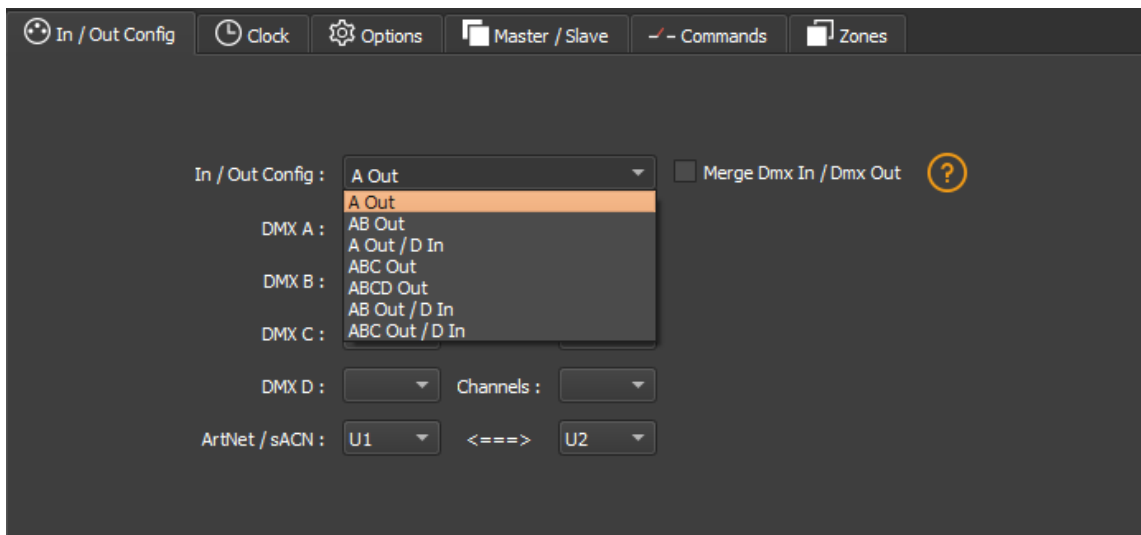 In / Out Config Clock Options Master / Slave Commands Zones
In / Out Config : A Out Merge Dmx In / Dmx Out ?
A Out
DMX A : AB Out
A Out / D In
ABC Out
DMX B : ABCD Out
AB Out / D In
DMX C : ABC Out / D In
DMX D : Channels :
ArtNet / sACN : U1 <===> U2